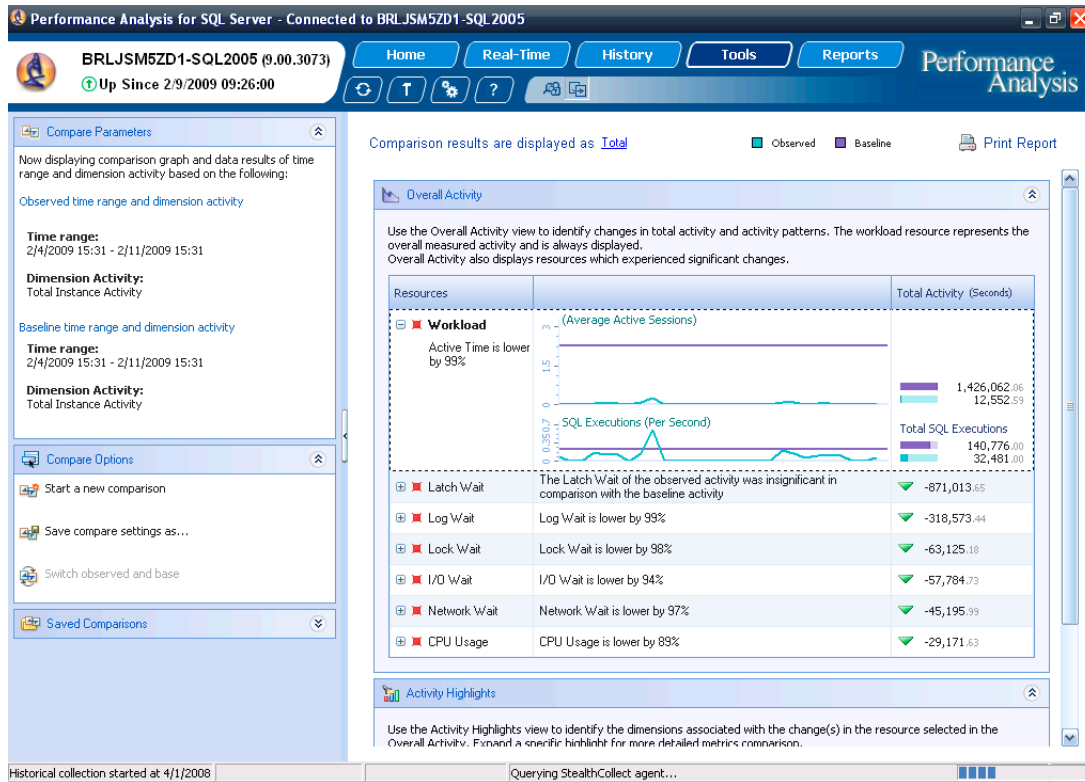 Performance Analysis for SQL Server - Connected to BRLJSM5ZD1-SQL2005
BRLJSM5ZD1-SQL2005 (9.00.3073)
Up Since 2/9/2009 09:26:00
Home
Real-Time
History
Tools
Reports
Performance
Analysis
T
?
Compare Parameters
Now displaying comparison graph and data results of time
range and dimension activity based on the following:
Observed time range and dimension activity
Time range:
2/4/2009 15:31 - 2/11/2009 15:31
Dimension Activity:
Total Instance Activity
Baseline time range and dimension activity
Time range:
2/4/2009 15:31 - 2/11/2009 15:31
Dimension Activity:
Total Instance Activity
Compare Options
Start a new comparison
Save compare settings as...
Switch observed and base
Saved Comparisons
Comparison results are displayed as Total
Observed
Baseline
Print Report
Overall Activity
Use the Overall Activity view to identify changes in total activity and activity patterns. The workload resource represents the
overall measured activity and is always displayed.
Overall Activity also displays resources which experienced significant changes.
Resources
Total Activity (Seconds)
Workload
Active Time is lower
by 99%
(Average Active Sessions)
3
1.5
0
1,426,062.06
12,552.59
SQL Executions (Per Second)
0.7
0.35
0
Total SQL Executions
140,776.00
32,481.00
Latch Wait
The Latch Wait of the observed activity was insignificant in
comparison with the baseline activity
-871,013.65
Log Wait
Log Wait is lower by 99%
-318,573.44
Lock Wait
Lock Wait is lower by 98%
-63,125.18
I/O Wait
I/O Wait is lower by 94%
-57,784.73
Network Wait
Network Wait is lower by 97%
-45,195.99
CPU Usage
CPU Usage is lower by 89%
-29,171.63
Activity Highlights
Use the Activity Highlights view to identify the dimensions associated with the change(s) in the resource selected in the
Overall Activity. Expand a specific highlight for more detailed metrics comparison.
Historical collection started at 4/1/2008
Querying StealthCollect agent...